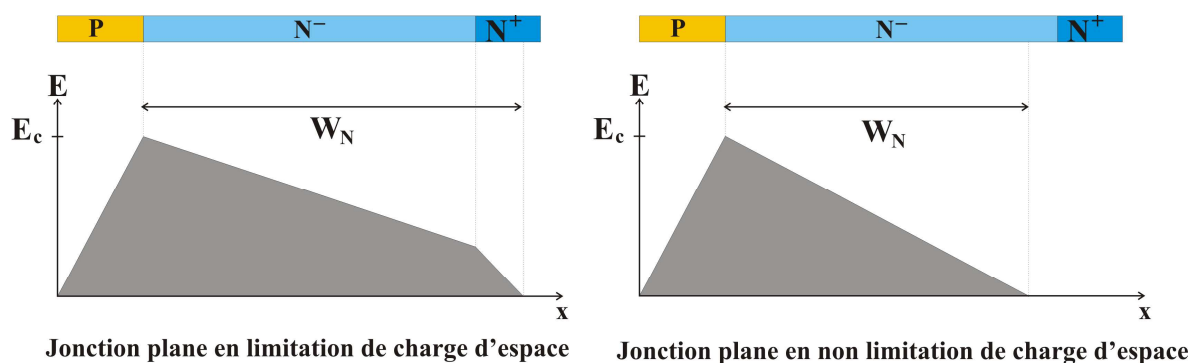 P N⁻ N⁺
E
E_c
W_N
x
Jonction plane en limitation de charge d'espace
P N⁻ N⁺
E
E_c
W_N
x
Jonction plane en non limitation de charge d'espace